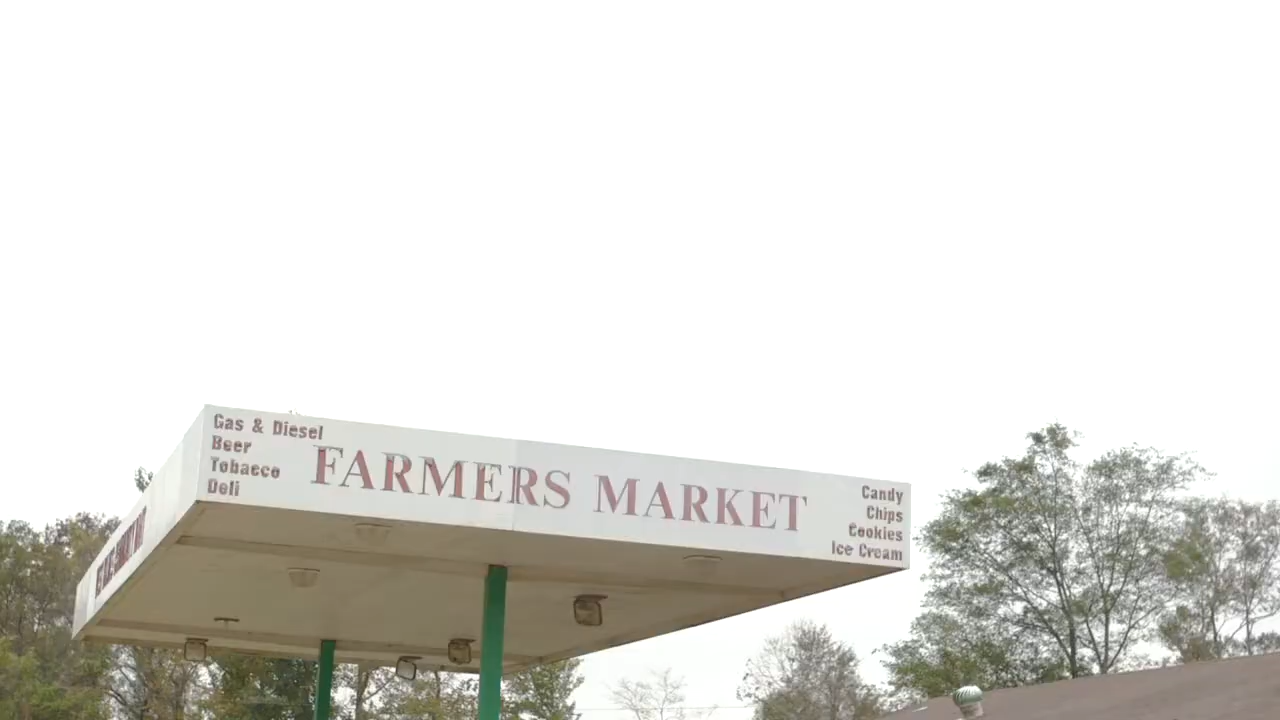 Gas & Diesel
Beer
Tobacco
Deli
FARMERS MARKET
Candy
Chips
Cookies
Ice Cream